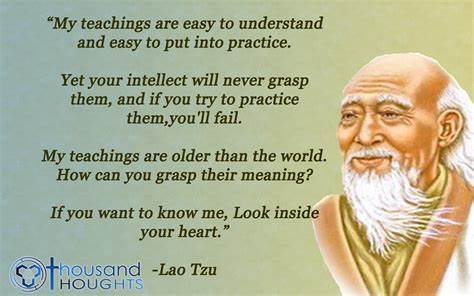 “My teachings are easy to understand
and easy to put into practice.
Yet your intellect will never grasp
them, and if you try to practice
them,you'll fail.
My teachings are older than the world.
How can you grasp their meaning?
If you want to know me, Look inside
your heart.”
-Lao Tzu
thousand
THOUGHTS